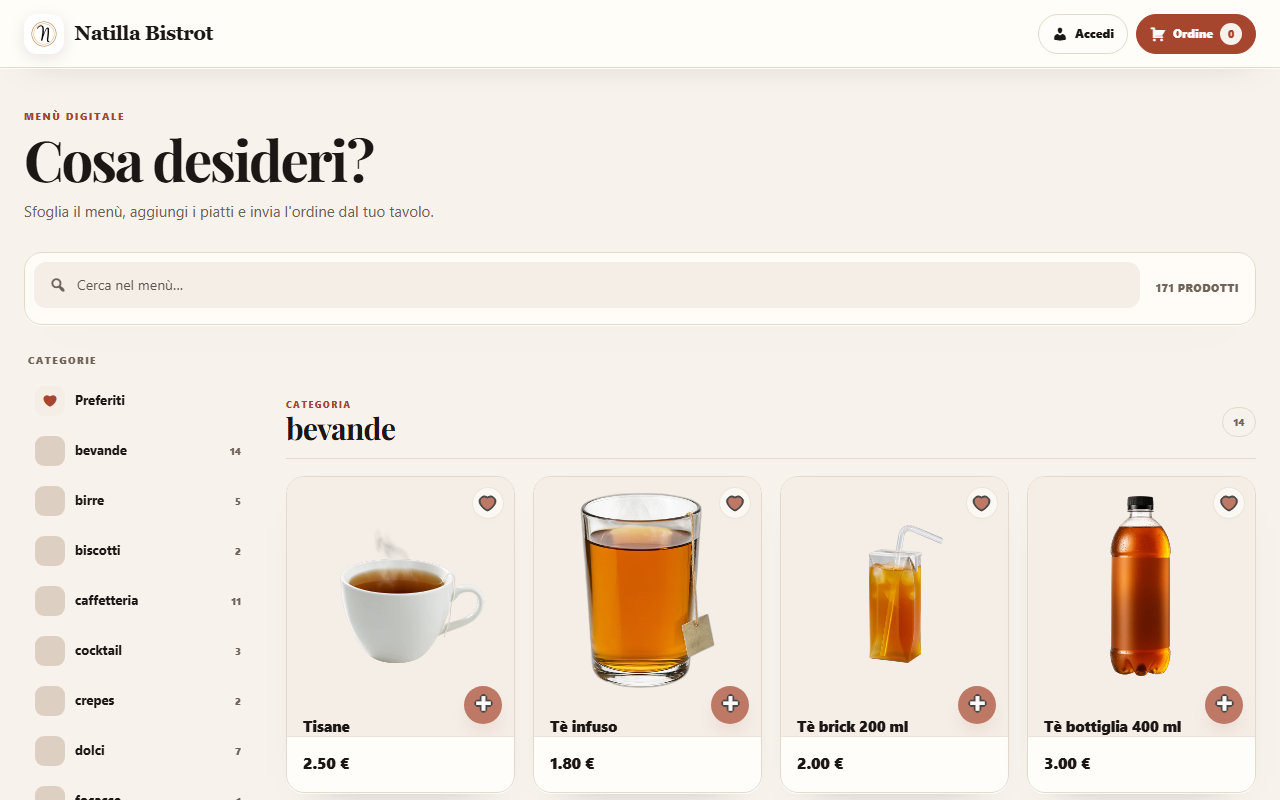 n Natilla Bistrot
Accedi
Ordine 0
MENÙ DIGITALE
Cosa desideri?
Sfoglia il menù, aggiungi i piatti e invia l'ordine dal tuo tavolo.
Cerca nel menù...
171 PRODOTTI
CATEGORIE
Preferiti
bevande 14
birre 5
biscotti 2
caffetteria 11
cocktail 3
crepes 2
dolci 7
CATEGORIA
bevande
14
Tisane
2.50 €
Tè infuso
1.80 €
Tè brick 200 ml
2.00 €
Tè bottiglia 400 ml
3.00 €